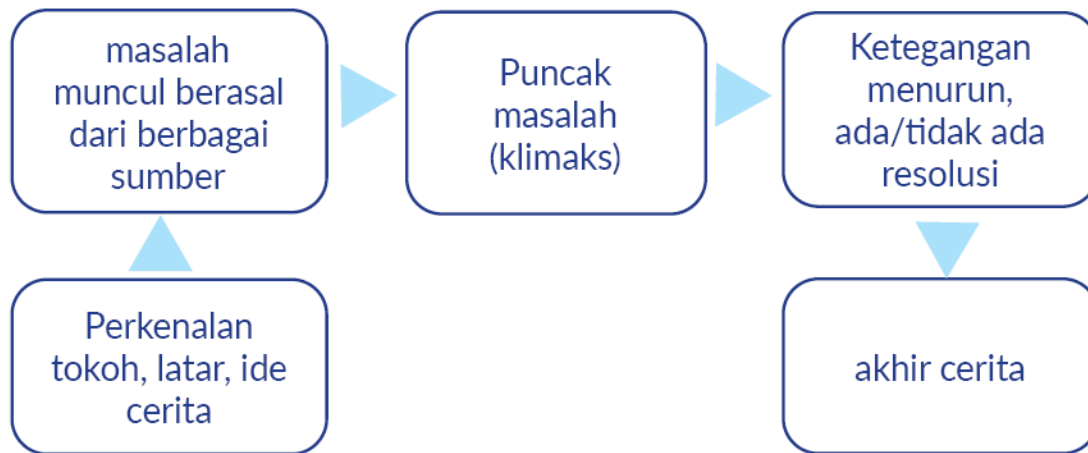 masalah
muncul berasal
dari berbagai
sumber
Puncak
masalah
(klimaks)
Ketegangan
menurun,
ada/tidak ada
resolusi
Perkenalan
tokoh, latar, ide
cerita
akhir cerita